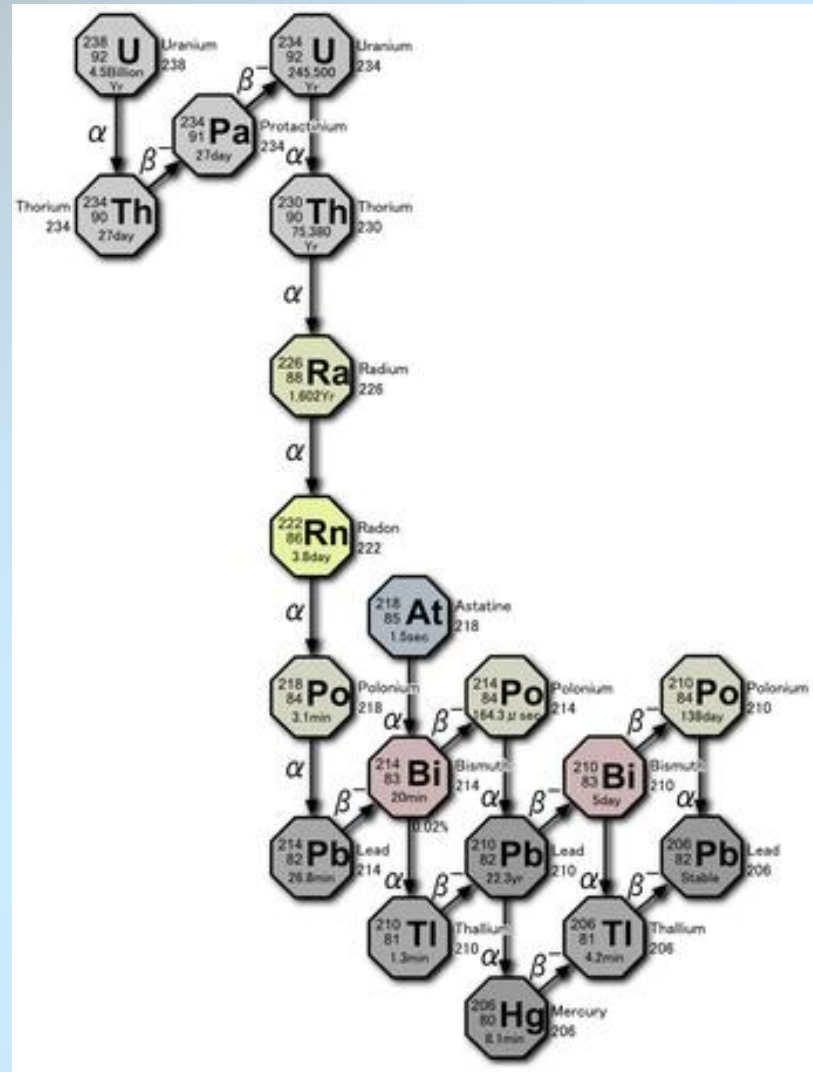 238
92 U
4.5Billion
Yr
Uranium
238
234
92 U
245,500
Yr
Uranium
234
α
β⁻
β⁻
234
91 Pa
27day
Protactinium
234
α
Thorium
234
234
90 Th
27day
230
90 Th
75,380
Yr
Thorium
230
α
226
88 Ra
1,602Yr
Radium
226
α
222
86 Rn
3.8day
Radon
222
α
218
85 At
1.5sec
Astatine
218
218
84 Po
3.1min
Polonium
218
α
β⁻
214
84 Po
164.3 μ sec
Polonium
214
β⁻
210
84 Po
138day
Polonium
210
α
β⁻
214
83 Bi
20min
Bismuth
214
0.02%
α
β⁻
210
83 Bi
5day
Bismuth
210
α
214
82 Pb
26.8min
Lead
214
α
β⁻
210
82 Pb
22.3yr
Lead
210
α
β⁻
206
82 Pb
Stable
Lead
206
210
81 Tl
1.3min
Thallium
210
α
β⁻
206
81 Tl
4.2min
Thallium
206
206
80 Hg
8.1min
Mercury
206